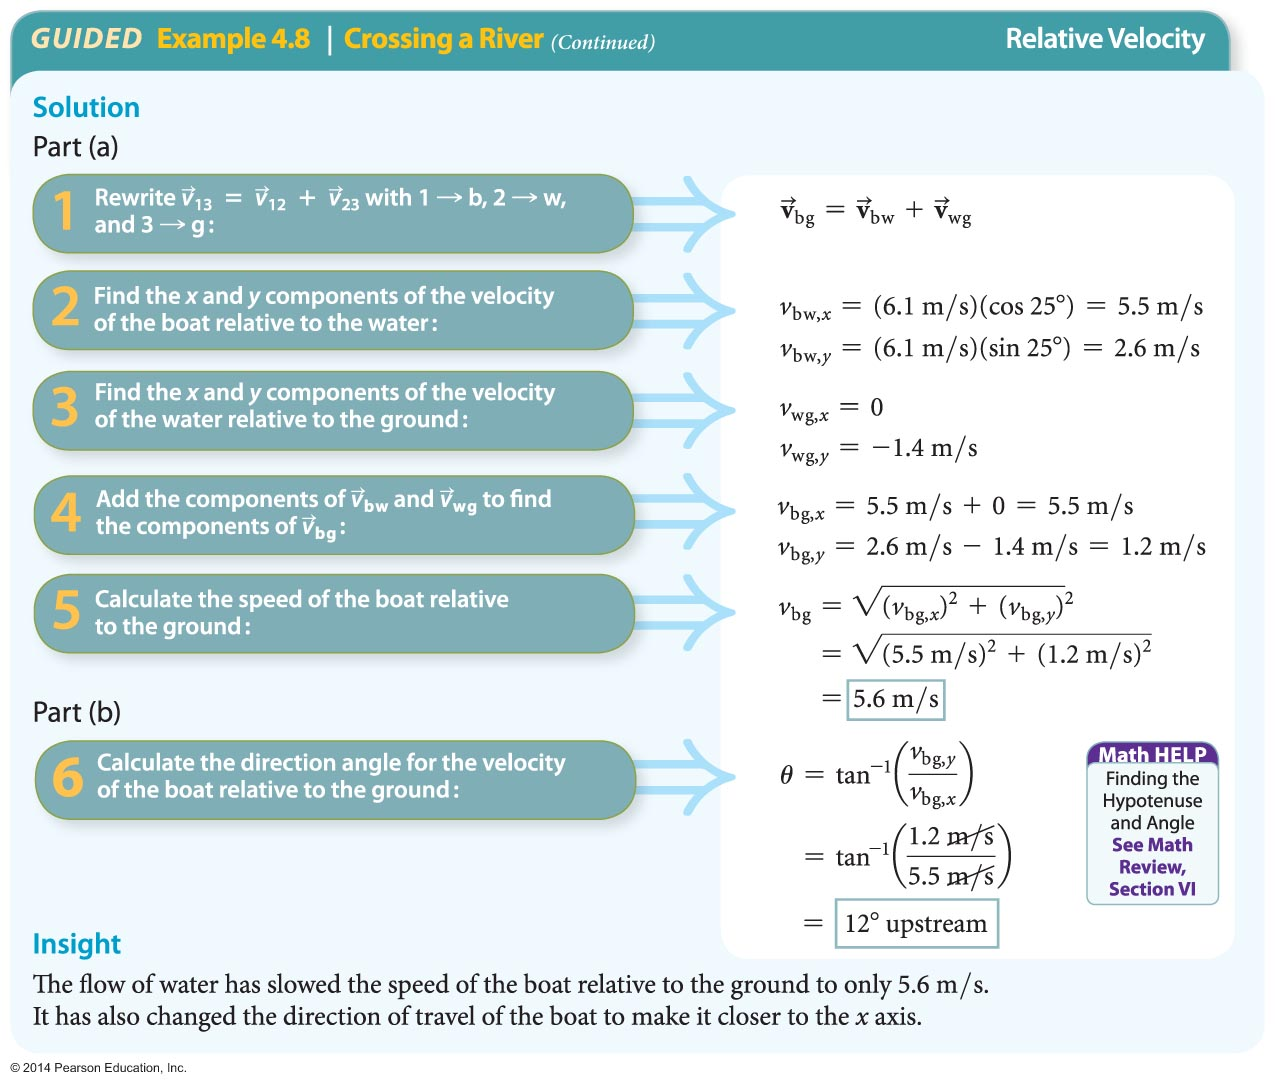 GUIDED Example 4.8 | Crossing a River (Continued) Relative Velocity
Solution
Part (a)
1 Rewrite v⃗₁₃ = v⃗₁₂ + v⃗₂₃ with 1 → b, 2 → w,
and 3 → g:
v⃗bg = v⃗bw + v⃗wg
2 Find the x and y components of the velocity
of the boat relative to the water:
vbw,x = (6.1 m/s)(cos 25°) = 5.5 m/s
vbw,y = (6.1 m/s)(sin 25°) = 2.6 m/s
3 Find the x and y components of the velocity
of the water relative to the ground:
vwg,x = 0
vwg,y = −1.4 m/s
4 Add the components of v⃗bw and v⃗wg to find
the components of v⃗bg:
vbg,x = 5.5 m/s + 0 = 5.5 m/s
vbg,y = 2.6 m/s − 1.4 m/s = 1.2 m/s
5 Calculate the speed of the boat relative
to the ground:
vbg = √((vbg,x)² + (vbg,y)²)
= √((5.5 m/s)² + (1.2 m/s)²)
= 5.6 m/s
Part (b)
6 Calculate the direction angle for the velocity
of the boat relative to the ground:
θ = tan⁻¹(vbg,y/vbg,x)
= tan⁻¹(1.2 m/s / 5.5 m/s)
= 12° upstream
Math HELP
Finding the
Hypotenuse
and Angle
See Math
Review,
Section VI
Insight
The flow of water has slowed the speed of the boat relative to the ground to only 5.6 m/s.
It has also changed the direction of travel of the boat to make it closer to the x axis.
© 2014 Pearson Education, Inc.